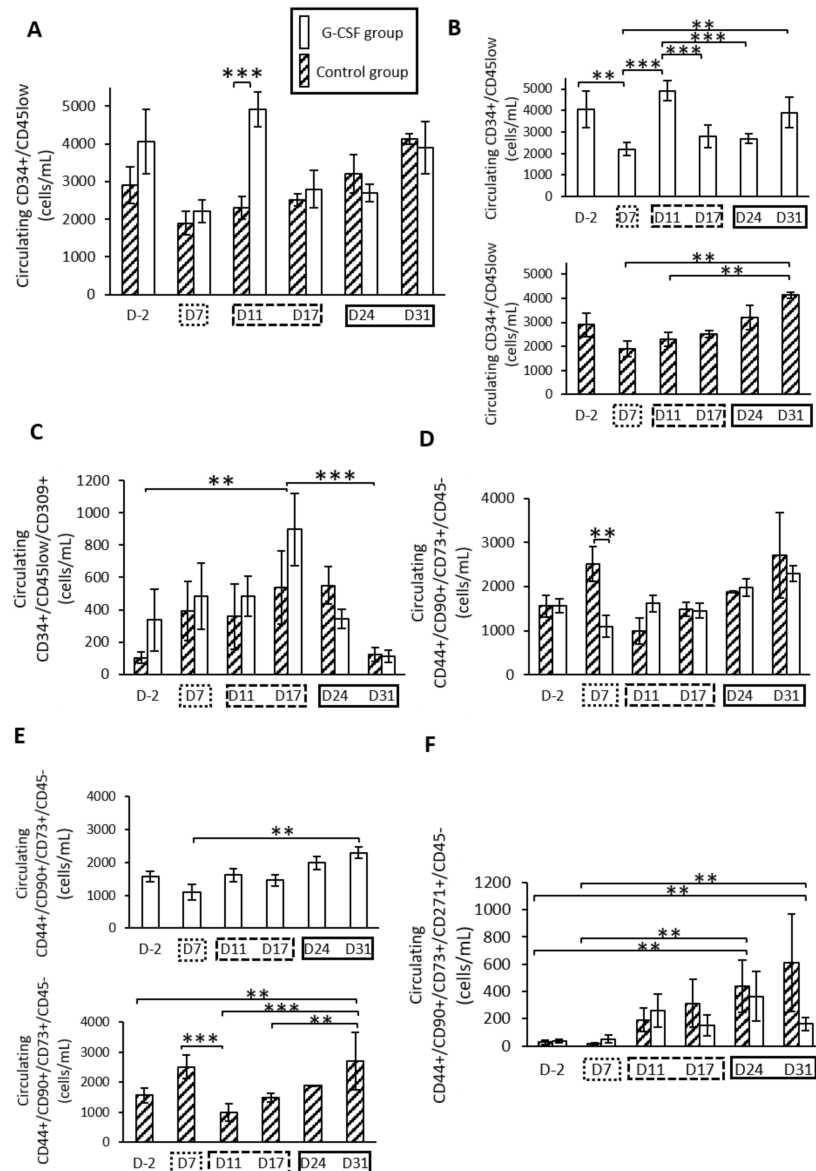 A
G-CSF group
Control group
Circulating CD34+/CD45low
(cells/mL)
5000
4000
3000
2000
1000
0
***
D-2 D7 D11 D17 D24 D31
B
Circulating CD34+/CD45low
(cells/mL)
5000
4000
3000
2000
1000
0
**
***
***
***
**
D-2 D7 D11 D17 D24 D31
Circulating CD34+/CD45low
(cells/mL)
5000
4000
3000
2000
1000
0
**
**
D-2 D7 D11 D17 D24 D31
C
Circulating
CD34+/CD45low/CD309+
(cells/mL)
1200
1000
800
600
400
200
0
**
***
D-2 D7 D11 D17 D24 D31
D
Circulating
CD44+/CD90+/CD73+/CD45-
(cells/mL)
4000
3000
2000
1000
0
**
D-2 D7 D11 D17 D24 D31
E
Circulating
CD44+/CD90+/CD73+/CD45-
(cells/mL)
4000
3000
2000
1000
0
**
D-2 D7 D11 D17 D24 D31
Circulating
CD44+/CD90+/CD73+/CD45-
(cells/mL)
4000
3000
2000
1000
0
**
***
***
**
D-2 D7 D11 D17 D24 D31
F
Circulating
CD44+/CD90+/CD73+/CD271+/CD45-
(cells/mL)
1200
1000
800
600
400
200
0
**
**
**
**
D-2 D7 D11 D17 D24 D31